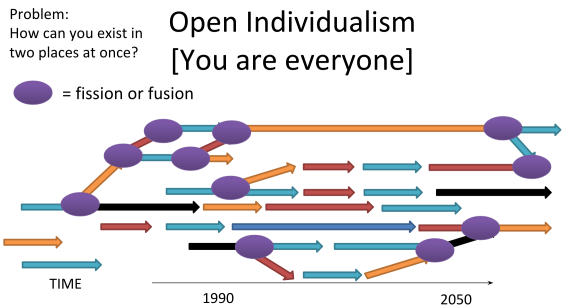 Problem:
How can you exist in
two places at once?
Open Individualism
[You are everyone]
= fission or fusion
TIME
1990
2050